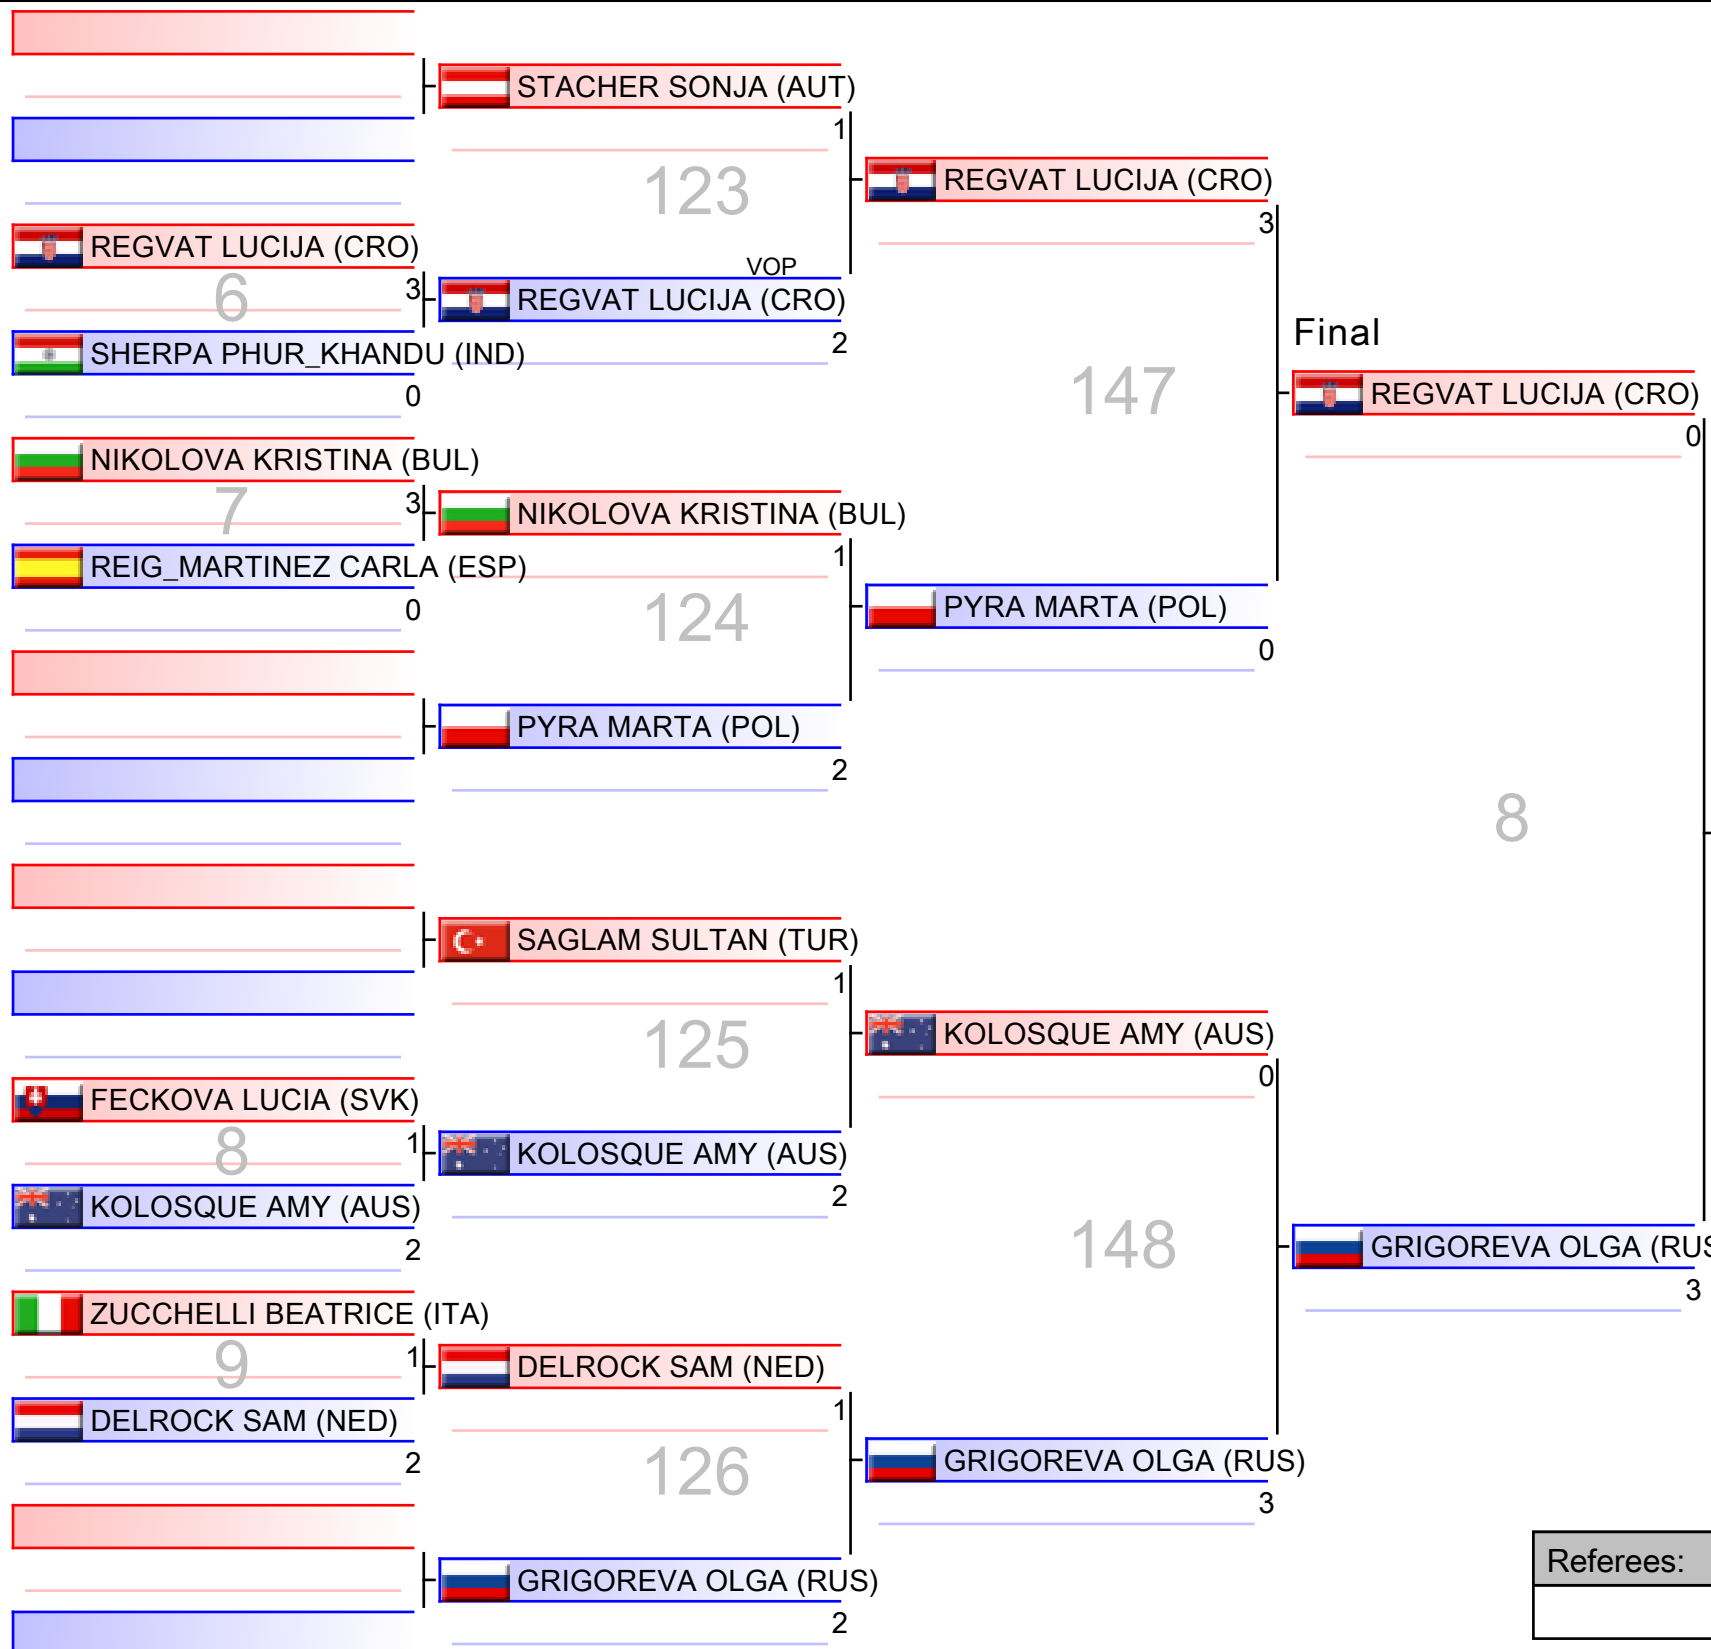 STACHER SONJA (AUT)
1
123
REGVAT LUCIJA (CRO)
3
REGVAT LUCIJA (CRO)
3
6
VOP
REGVAT LUCIJA (CRO)
2
SHERPA PHUR_KHANDU (IND)
0
Final
147
REGVAT LUCIJA (CRO)
0
NIKOLOVA KRISTINA (BUL)
3
7
NIKOLOVA KRISTINA (BUL)
1
REIG_MARTINEZ CARLA (ESP)
0
124
PYRA MARTA (POL)
0
PYRA MARTA (POL)
2
8
SAGLAM SULTAN (TUR)
1
125
KOLOSQUE AMY (AUS)
0
FECKOVA LUCIA (SVK)
1
8
KOLOSQUE AMY (AUS)
2
KOLOSQUE AMY (AUS)
2
148
GRIGOREVA OLGA (RUS
3
ZUCCHELLI BEATRICE (ITA)
1
9
DELROCK SAM (NED)
1
DELROCK SAM (NED)
2
126
GRIGOREVA OLGA (RUS)
3
Referees:
GRIGOREVA OLGA (RUS)
2